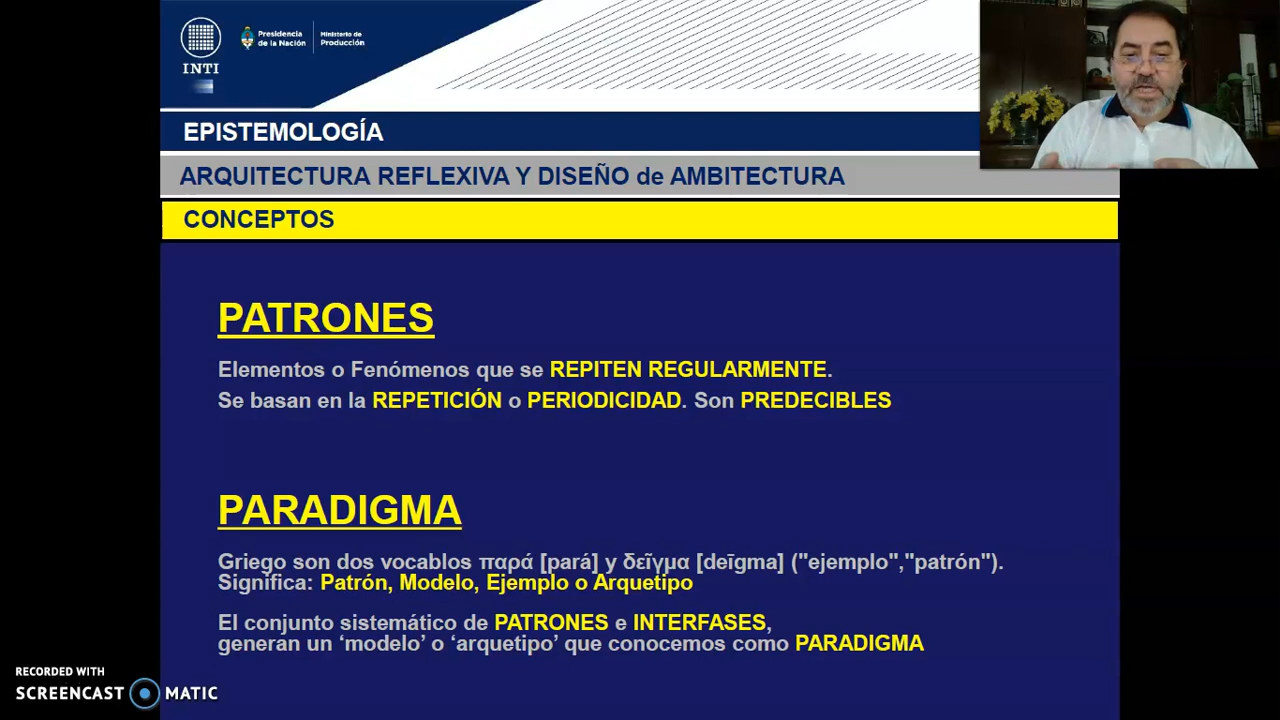 INTI
Presidencia
de la Nación
Ministerio de
Producción
EPISTEMOLOGÍA
ARQUITECTURA REFLEXIVA Y DISEÑO de AMBITECTURA
CONCEPTOS
PATRONES
Elementos o Fenómenos que se REPITEN REGULARMENTE.
Se basan en la REPETICIÓN o PERIODICIDAD. Son PREDECIBLES
PARADIGMA
Griego son dos vocablos παρά [pará] y δεῖγμα [deīgma] ("ejemplo","patrón").
Significa: Patrón, Modelo, Ejemplo o Arquetipo
El conjunto sistemático de PATRONES e INTERFASES,
generan un ‘modelo’ o ‘arquetipo’ que conocemos como PARADIGMA
RECORDED WITH
SCREENCAST MATIC